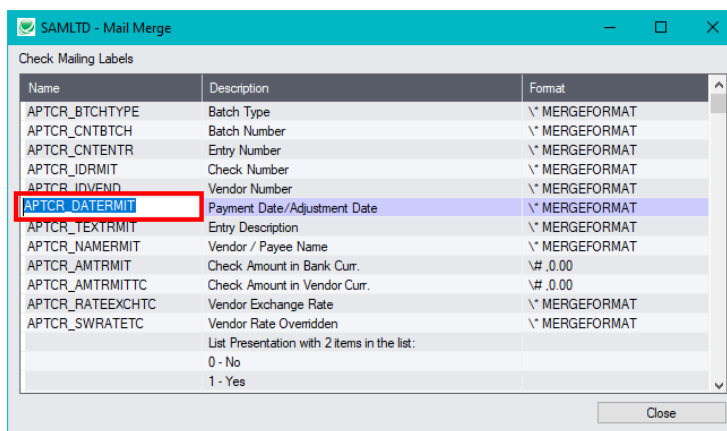 SAMLTD - Mail Merge
Check Mailing Labels
Name Description Format
APTCR_BTCHTYPE Batch Type \* MERGEFORMAT
APTCR_CNTBTCH Batch Number \* MERGEFORMAT
APTCR_CNTENTR Entry Number \* MERGEFORMAT
APTCR_IDRMIT Check Number \* MERGEFORMAT
APTCR_IDVEND Vendor Number \* MERGEFORMAT
APTCR_DATERMIT Payment Date/Adjustment Date \* MERGEFORMAT
APTCR_TEXTRMIT Entry Description \* MERGEFORMAT
APTCR_NAMERMIT Vendor / Payee Name \* MERGEFORMAT
APTCR_AMTRMIT Check Amount in Bank Curr. \# ,0.00
APTCR_AMTRMITTC Check Amount in Vendor Curr. \# ,0.00
APTCR_RATEEXCHTC Vendor Exchange Rate \* MERGEFORMAT
APTCR_SWRATETC Vendor Rate Overridden \* MERGEFORMAT
List Presentation with 2 items in the list:
0 - No
1 - Yes
Close